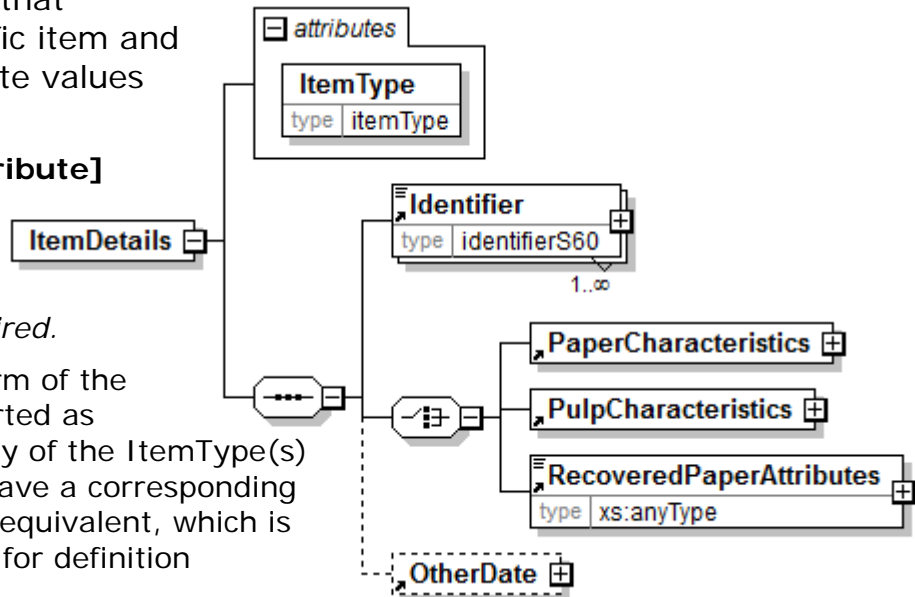 that
fic item and
te values
ribute]
ired.
rm of the
rted as
y of the ItemType(s)
ave a corresponding
equivalent, which is
for definition
attributes
ItemType
type itemType
ItemDetails
Identifier
type identifierS60
1..∞
PaperCharacteristics
PulpCharacteristics
RecoveredPaperAttributes
type xs:anyType
OtherDate